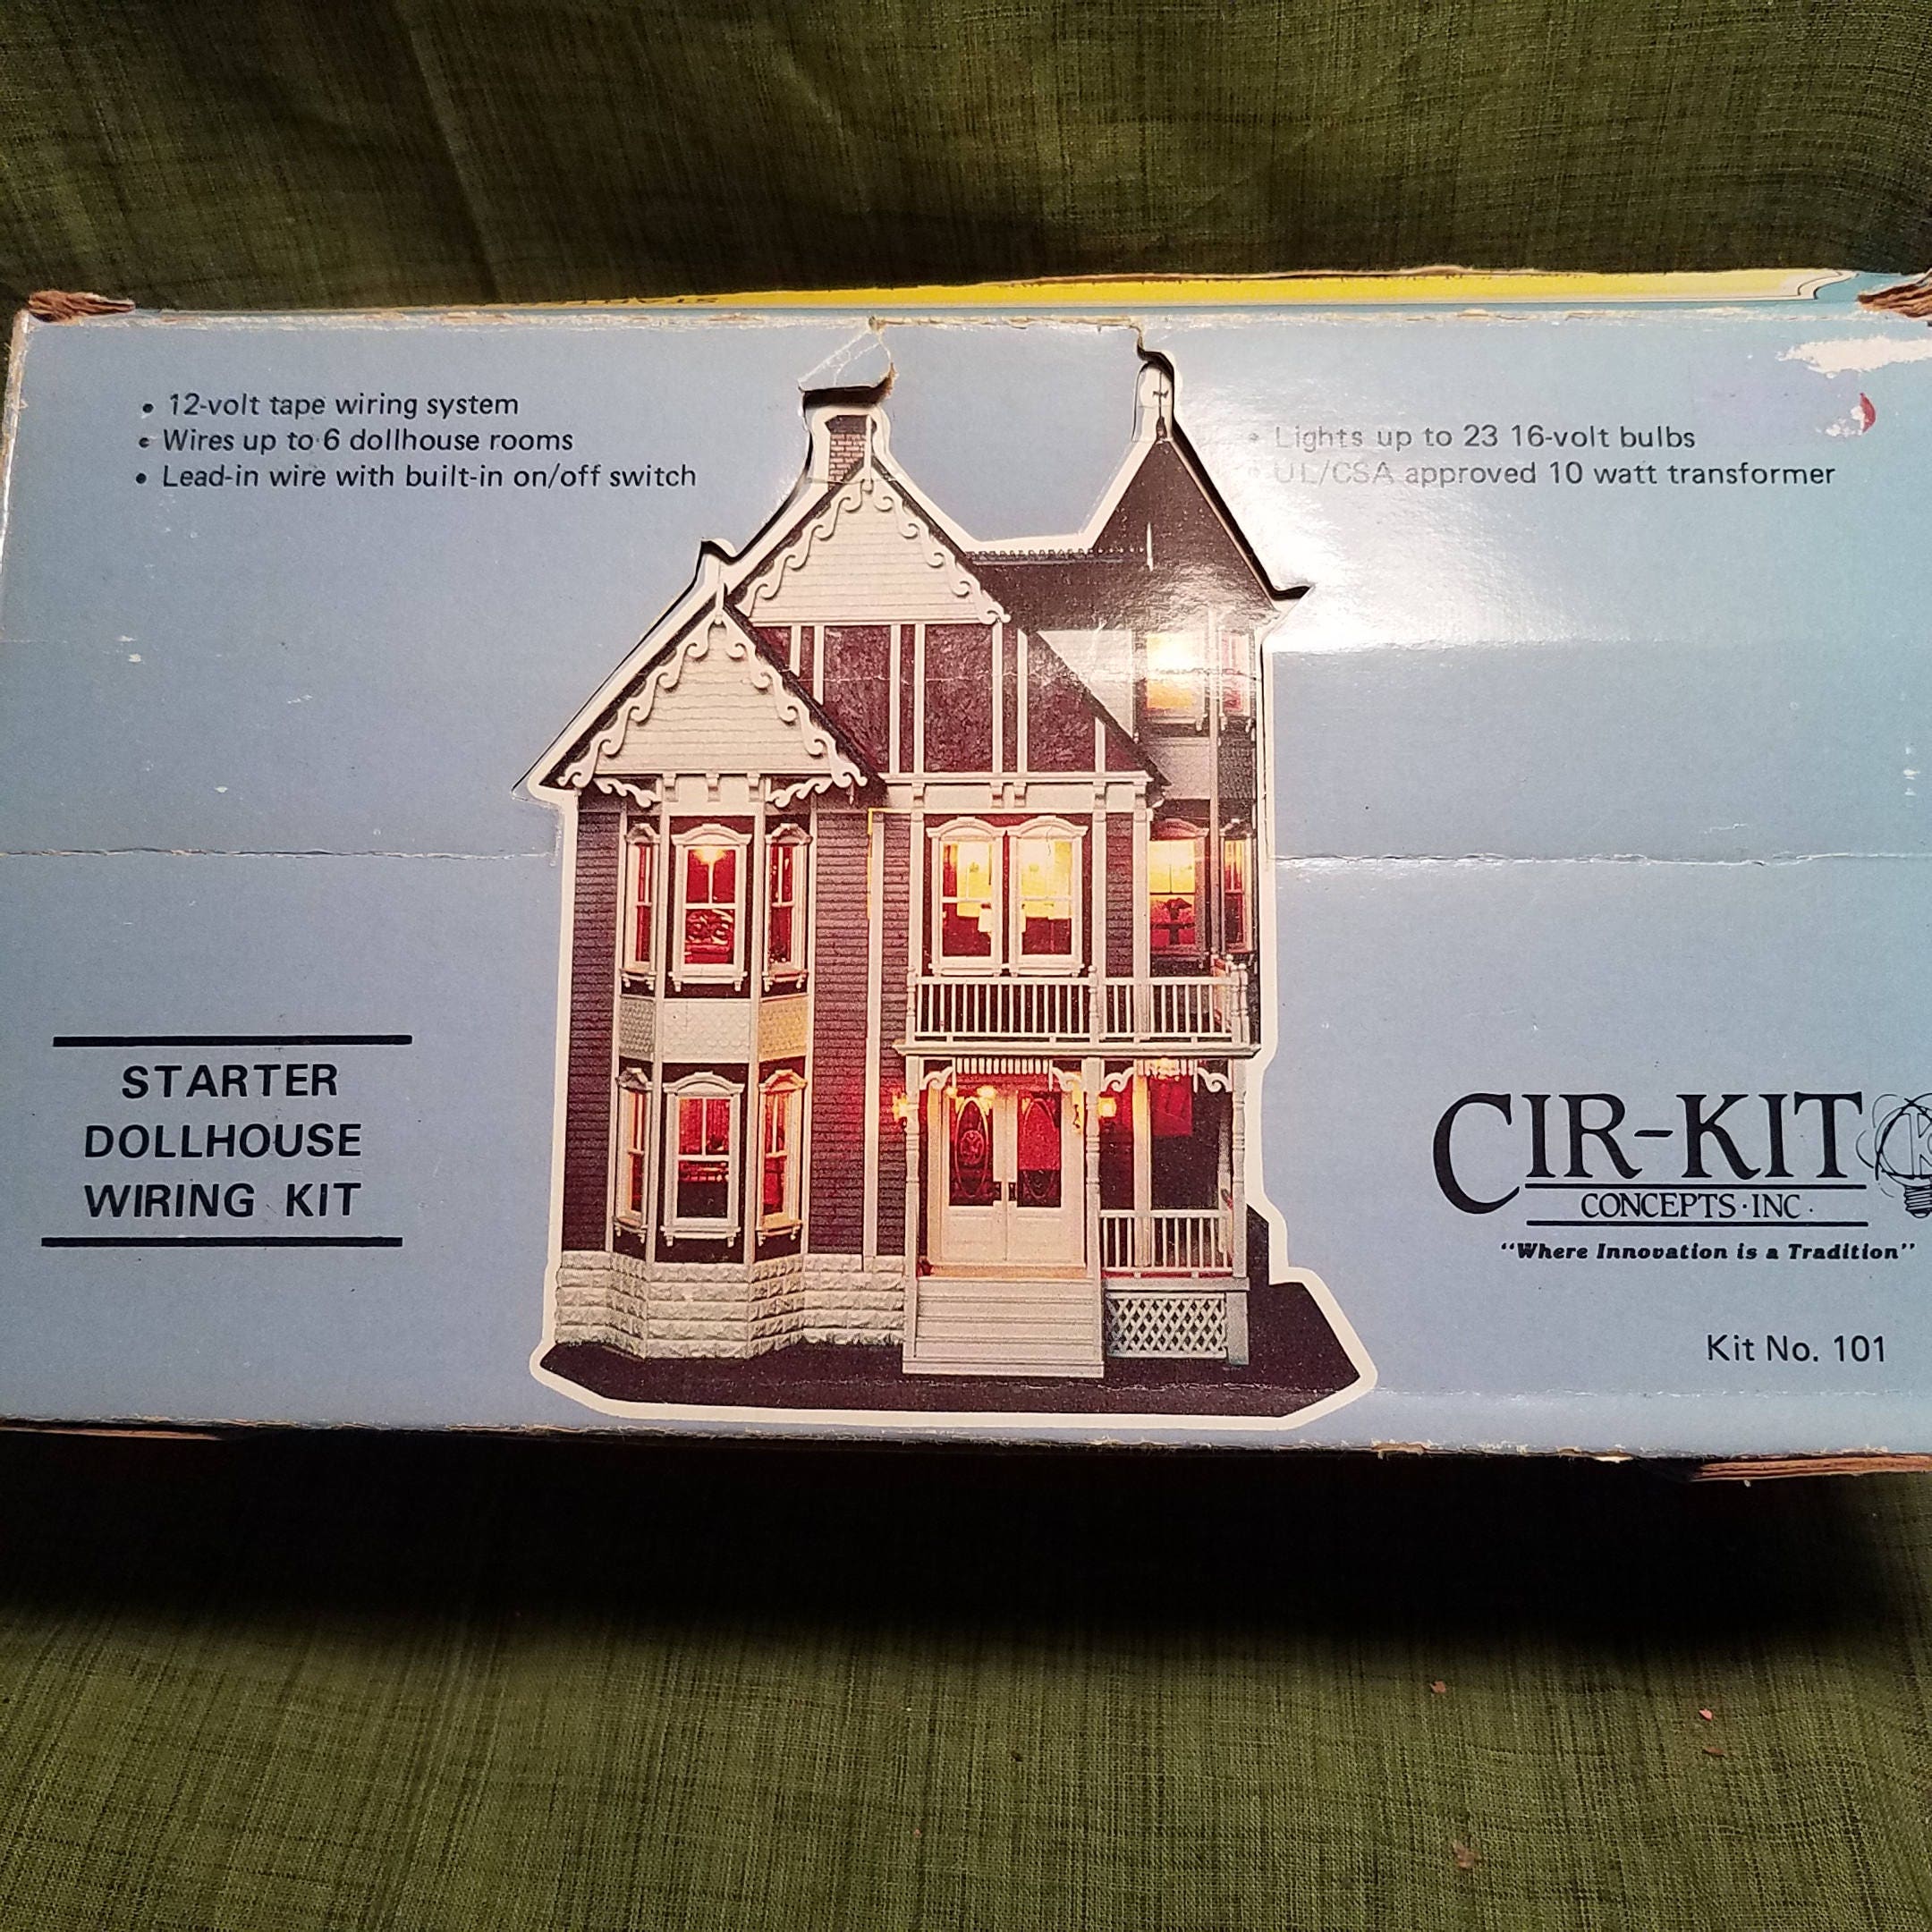 • 12-volt tape wiring system
• Wires up to 6 dollhouse rooms
• Lead-in wire with built-in on/off switch
• Lights up to 23 16-volt bulbs
• UL/CSA approved 10 watt transformer
STARTER
DOLLHOUSE
WIRING KIT
CIR-KIT
CONCEPTS·INC·
"Where Innovation is a Tradition"
Kit No. 101